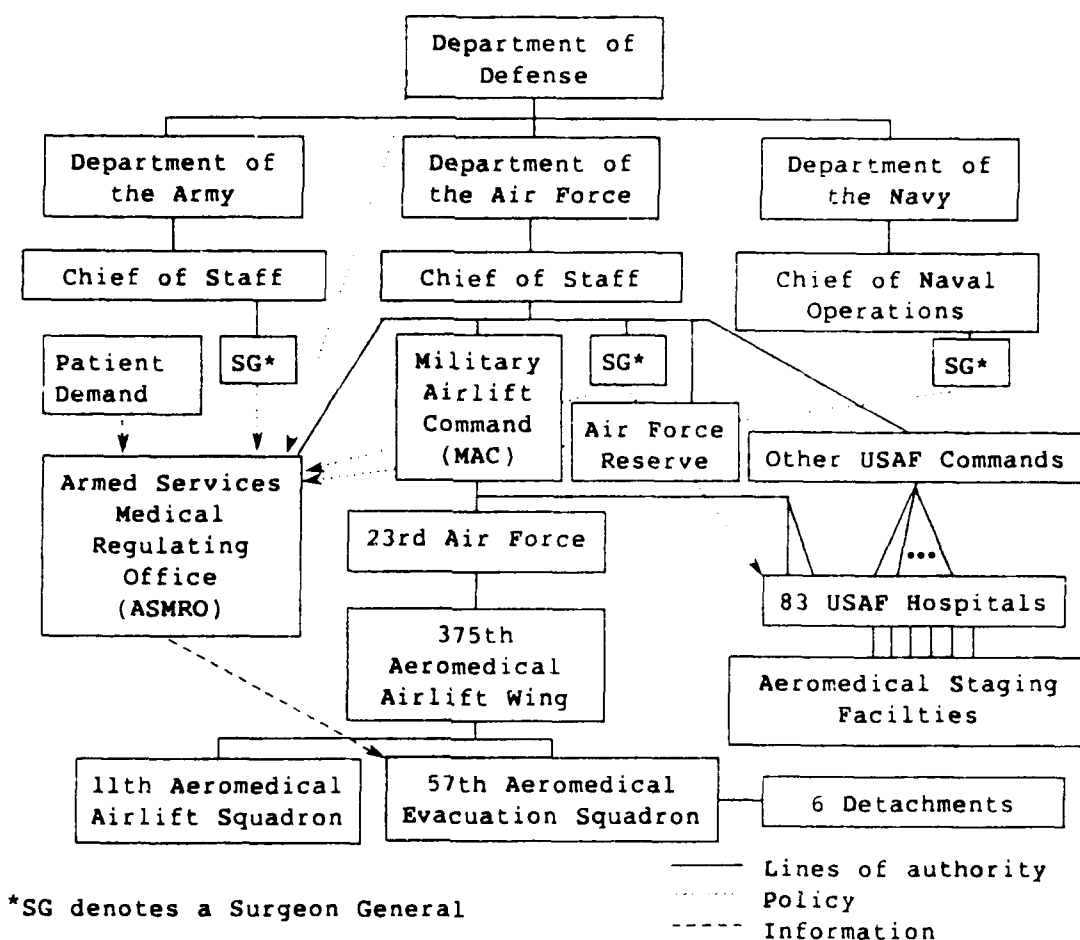 Department of
Defense
Department of
the Army
Department of
the Air Force
Department of
the Navy
Chief of Staff
Chief of Staff
Chief of Naval
Operations
Patient
Demand
SG*
Military
Airlift
Command
(MAC)
SG*
SG*
Air Force
Reserve
Other USAF Commands
Armed Services
Medical
Regulating
Office
(ASMRO)
23rd Air Force
83 USAF Hospitals
375th
Aeromedical
Airlift Wing
Aeromedical Staging
Facilties
11th Aeromedical
Airlift Squadron
57th Aeromedical
Evacuation Squadron
6 Detachments
Lines of authority
Policy
Information
*SG denotes a Surgeon General